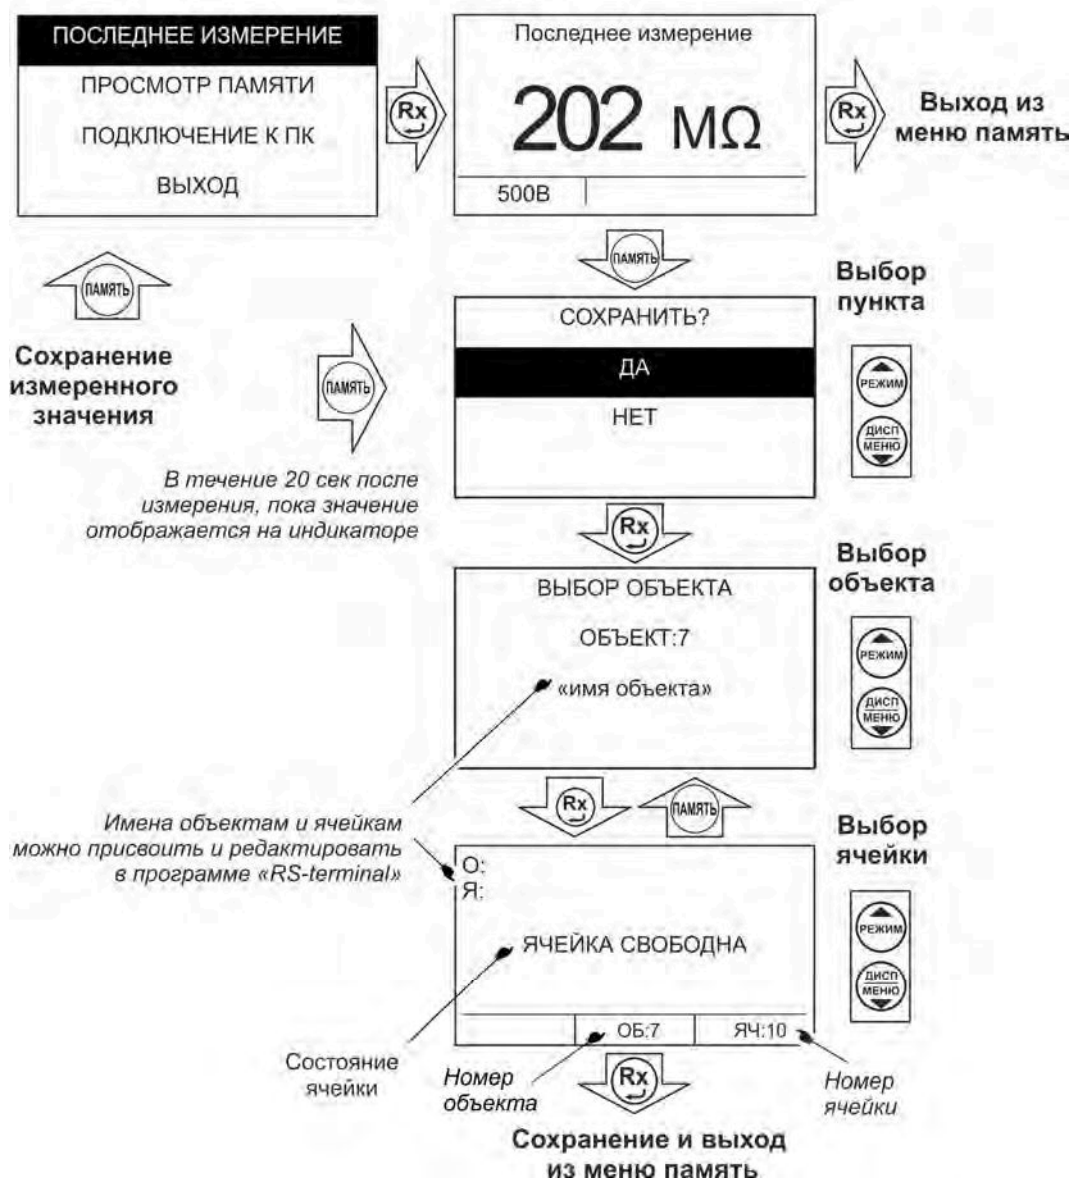 ПОСЛЕДНЕЕ ИЗМЕРЕНИЕ
ПРОСМОТР ПАМЯТИ
ПОДКЛЮЧЕНИЕ К ПК
ВЫХОД
Rx
Последнее измерение
202 МΩ
500В
Rx
Выход из
меню память
ПАМЯТЬ
Сохранение
измеренного
значения
ПАМЯТЬ
ПАМЯТЬ
В течение 20 сек после
измерения, пока значение
отображается на индикаторе
СОХРАНИТЬ?
ДА
НЕТ
Выбор
пункта
РЕЖИМ
ДИСП
МЕНЮ
Rx
ВЫБОР ОБЪЕКТА
ОБЪЕКТ:7
«имя объекта»
Выбор
объекта
РЕЖИМ
ДИСП
МЕНЮ
Rx
ПАМЯТЬ
Имена объектам и ячейкам
можно присвоить и редактировать
в программе «RS-terminal»
О:
Я:
ЯЧЕЙКА СВОБОДНА
ОБ:7
ЯЧ:10
Выбор
ячейки
РЕЖИМ
ДИСП
МЕНЮ
Состояние
ячейки
Номер
объекта
Rx
Номер
ячейки
Сохранение и выход
из меню память